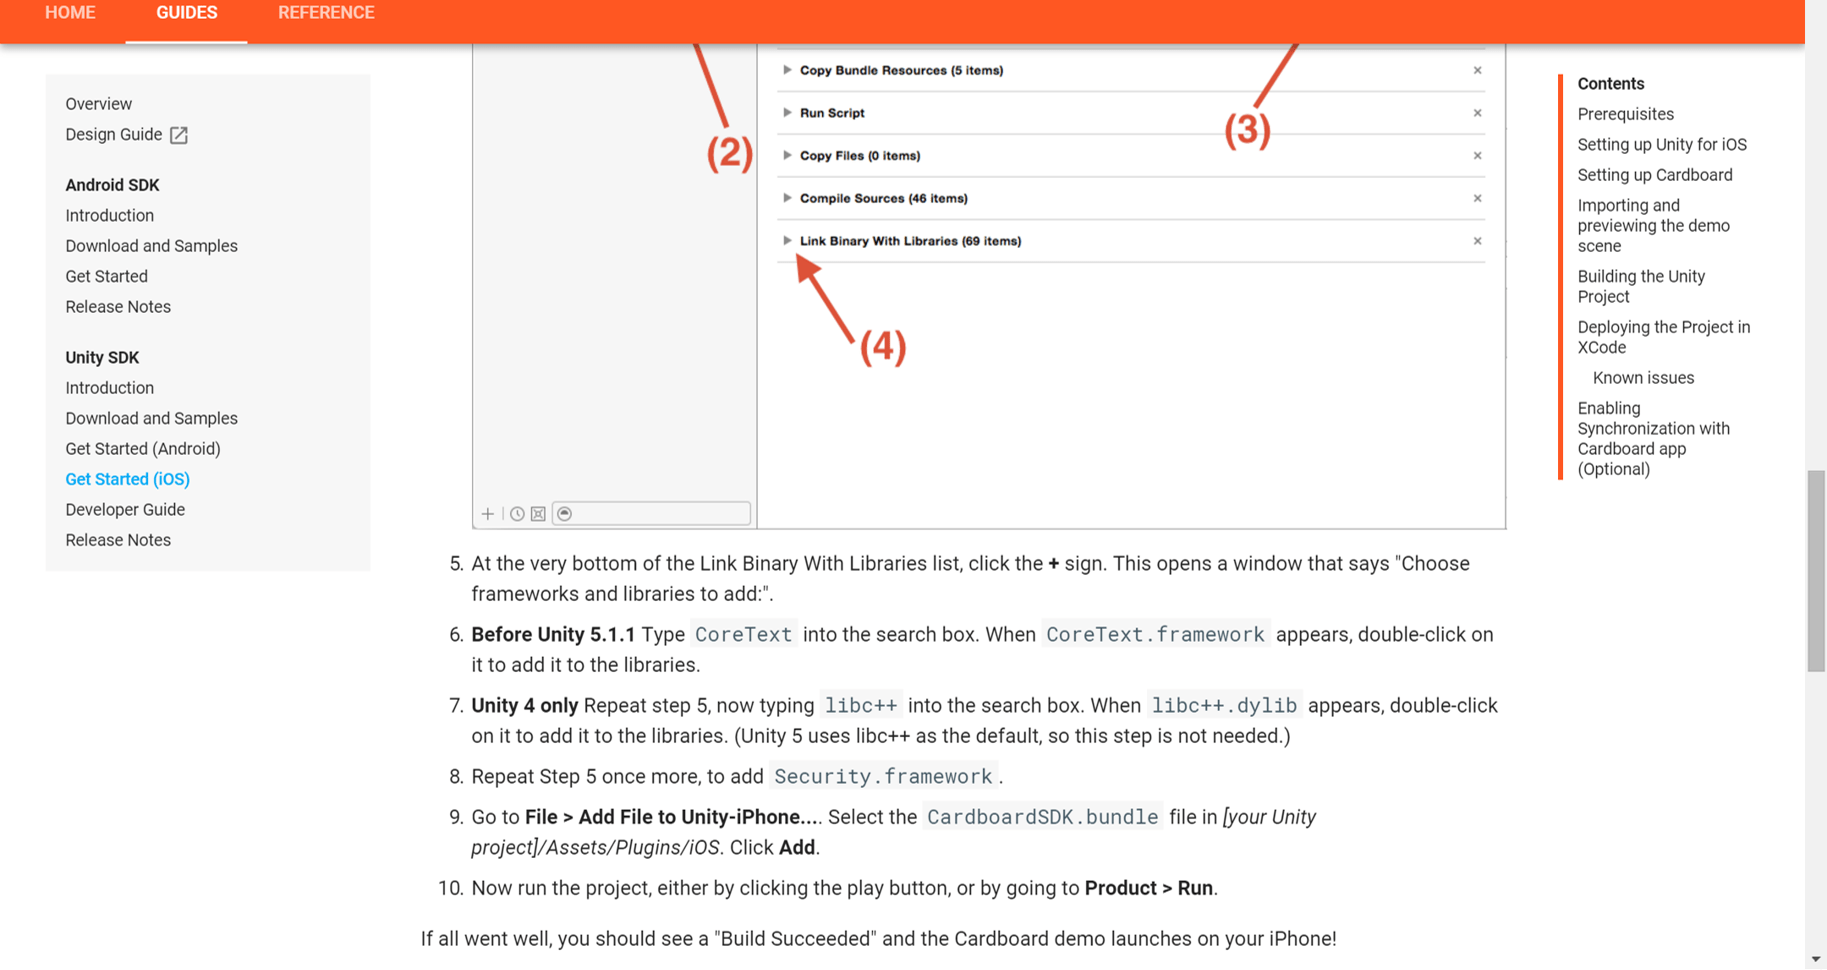 HOME GUIDES REFERENCE
Overview
Design Guide
Android SDK
Introduction
Download and Samples
Get Started
Release Notes
Unity SDK
Introduction
Download and Samples
Get Started (Android)
Get Started (iOS)
Developer Guide
Release Notes
Copy Bundle Resources (5 items)
Run Script
Copy Files (0 items)
Compile Sources (46 items)
Link Binary With Libraries (69 items)
(2)
(3)
(4)
5. At the very bottom of the Link Binary With Libraries list, click the + sign. This opens a window that says "Choose
frameworks and libraries to add:".
6. Before Unity 5.1.1 Type CoreText into the search box. When CoreText.framework appears, double-click on
it to add it to the libraries.
7. Unity 4 only Repeat step 5, now typing libc++ into the search box. When libc++.dylib appears, double-click
on it to add it to the libraries. (Unity 5 uses libc++ as the default, so this step is not needed.)
8. Repeat Step 5 once more, to add Security.framework.
9. Go to File > Add File to Unity-iPhone.... Select the CardboardSDK.bundle file in [your Unity
project]/Assets/Plugins/iOS. Click Add.
10. Now run the project, either by clicking the play button, or by going to Product > Run.
If all went well, you should see a "Build Succeeded" and the Cardboard demo launches on your iPhone!
Contents
Prerequisites
Setting up Unity for iOS
Setting up Cardboard
Importing and
previewing the demo
scene
Building the Unity
Project
Deploying the Project in
XCode
Known issues
Enabling
Synchronization with
Cardboard app
(Optional)